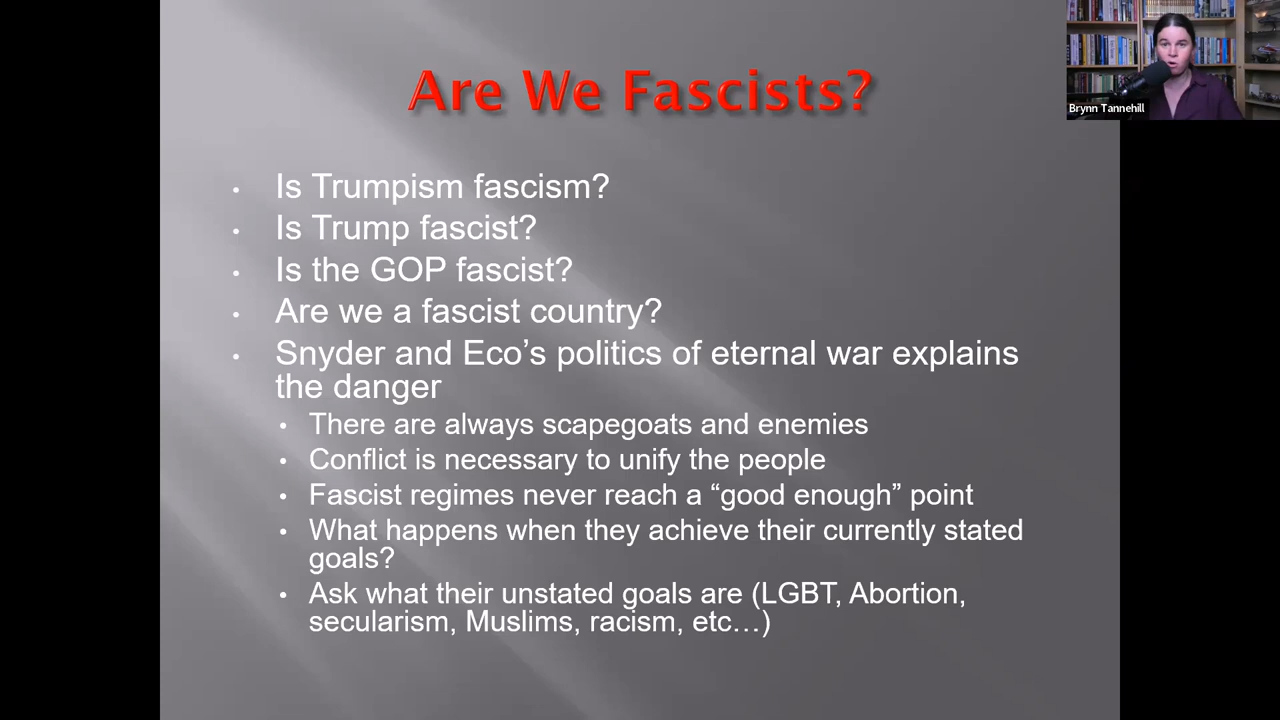 Are We Fascists?
Brynn Tannehill
• Is Trumpism fascism?
• Is Trump fascist?
• Is the GOP fascist?
• Are we a fascist country?
• Snyder and Eco’s politics of eternal war explains
the danger
• There are always scapegoats and enemies
• Conflict is necessary to unify the people
• Fascist regimes never reach a “good enough” point
• What happens when they achieve their currently stated
goals?
• Ask what their unstated goals are (LGBT, Abortion,
secularism, Muslims, racism, etc…)